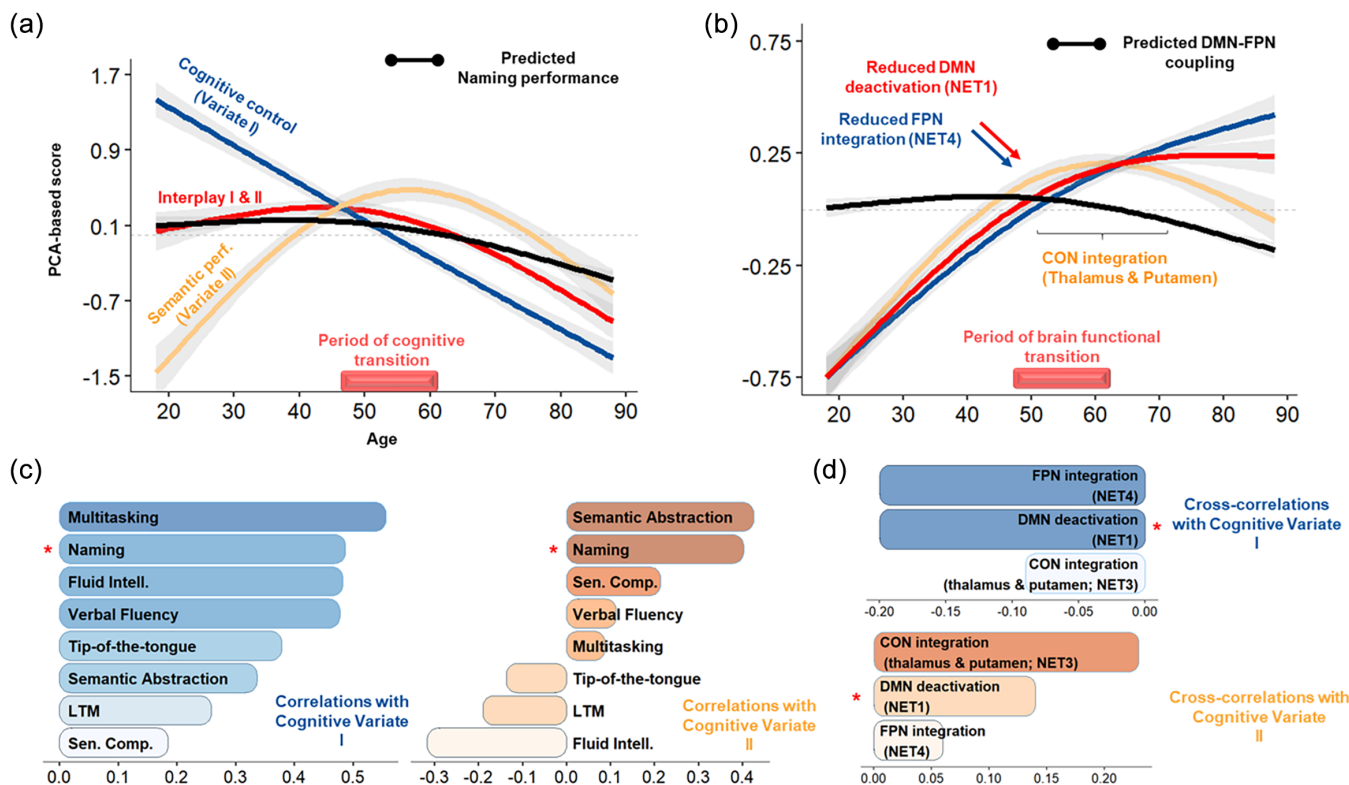 (a)
Predicted
Naming performance
Cognitive control
(Variate I)
Interplay I & II
Semantic perf.
(Variate II)
Period of cognitive
transition
PCA-based score
1.7
0.9
0.1
-0.7
-1.5
20 30 40 50 60 70 80 90
Age
(b)
Predicted DMN-FPN
coupling
Reduced DMN
deactivation (NET1)
Reduced FPN
integration (NET4)
CON integration
(Thalamus & Putamen)
Period of brain functional
transition
0.75
0.25
-0.25
-0.75
20 30 40 50 60 70 80 90
(c)
Multitasking
* Naming
Fluid Intell.
Verbal Fluency
Tip-of-the-tongue
Semantic Abstraction
LTM
Sen. Comp.
Correlations with
Cognitive Variate
I
0.0 0.1 0.2 0.3 0.4 0.5
Semantic Abstraction
* Naming
Sen. Comp.
Verbal Fluency
Multitasking
Tip-of-the-tongue
LTM
Fluid Intell.
Correlations with
Cognitive Variate
II
-0.3 -0.2 -0.1 0.0 0.1 0.2 0.3 0.4
(d)
FPN integration
(NET4)
DMN deactivation
(NET1)
*
CON integration
(thalamus & putamen; NET3)
Cross-correlations
with Cognitive Variate
I
-0.20 -0.15 -0.10 -0.05 0.00
CON integration
(thalamus & putamen; NET3)
* DMN deactivation
(NET1)
FPN integration
(NET4)
Cross-correlations with
Cognitive Variate
II
0.00 0.05 0.10 0.15 0.20